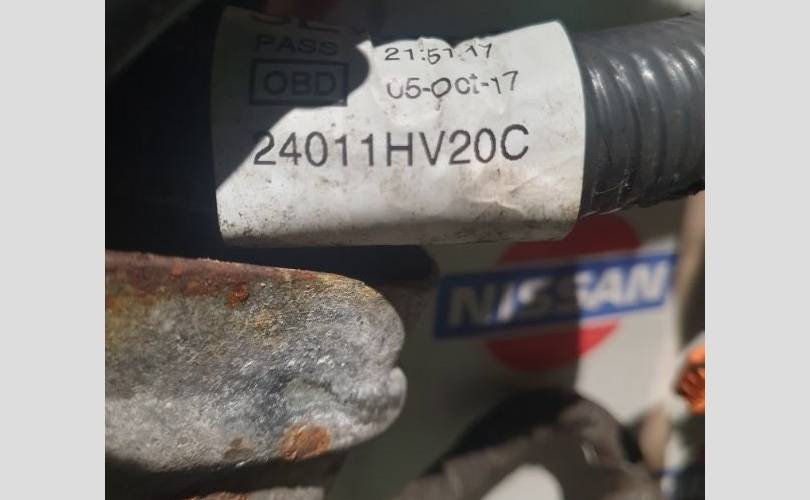 PASS
21:51:17
OBD
05-Oct-17
24011HV20C
NISSAN